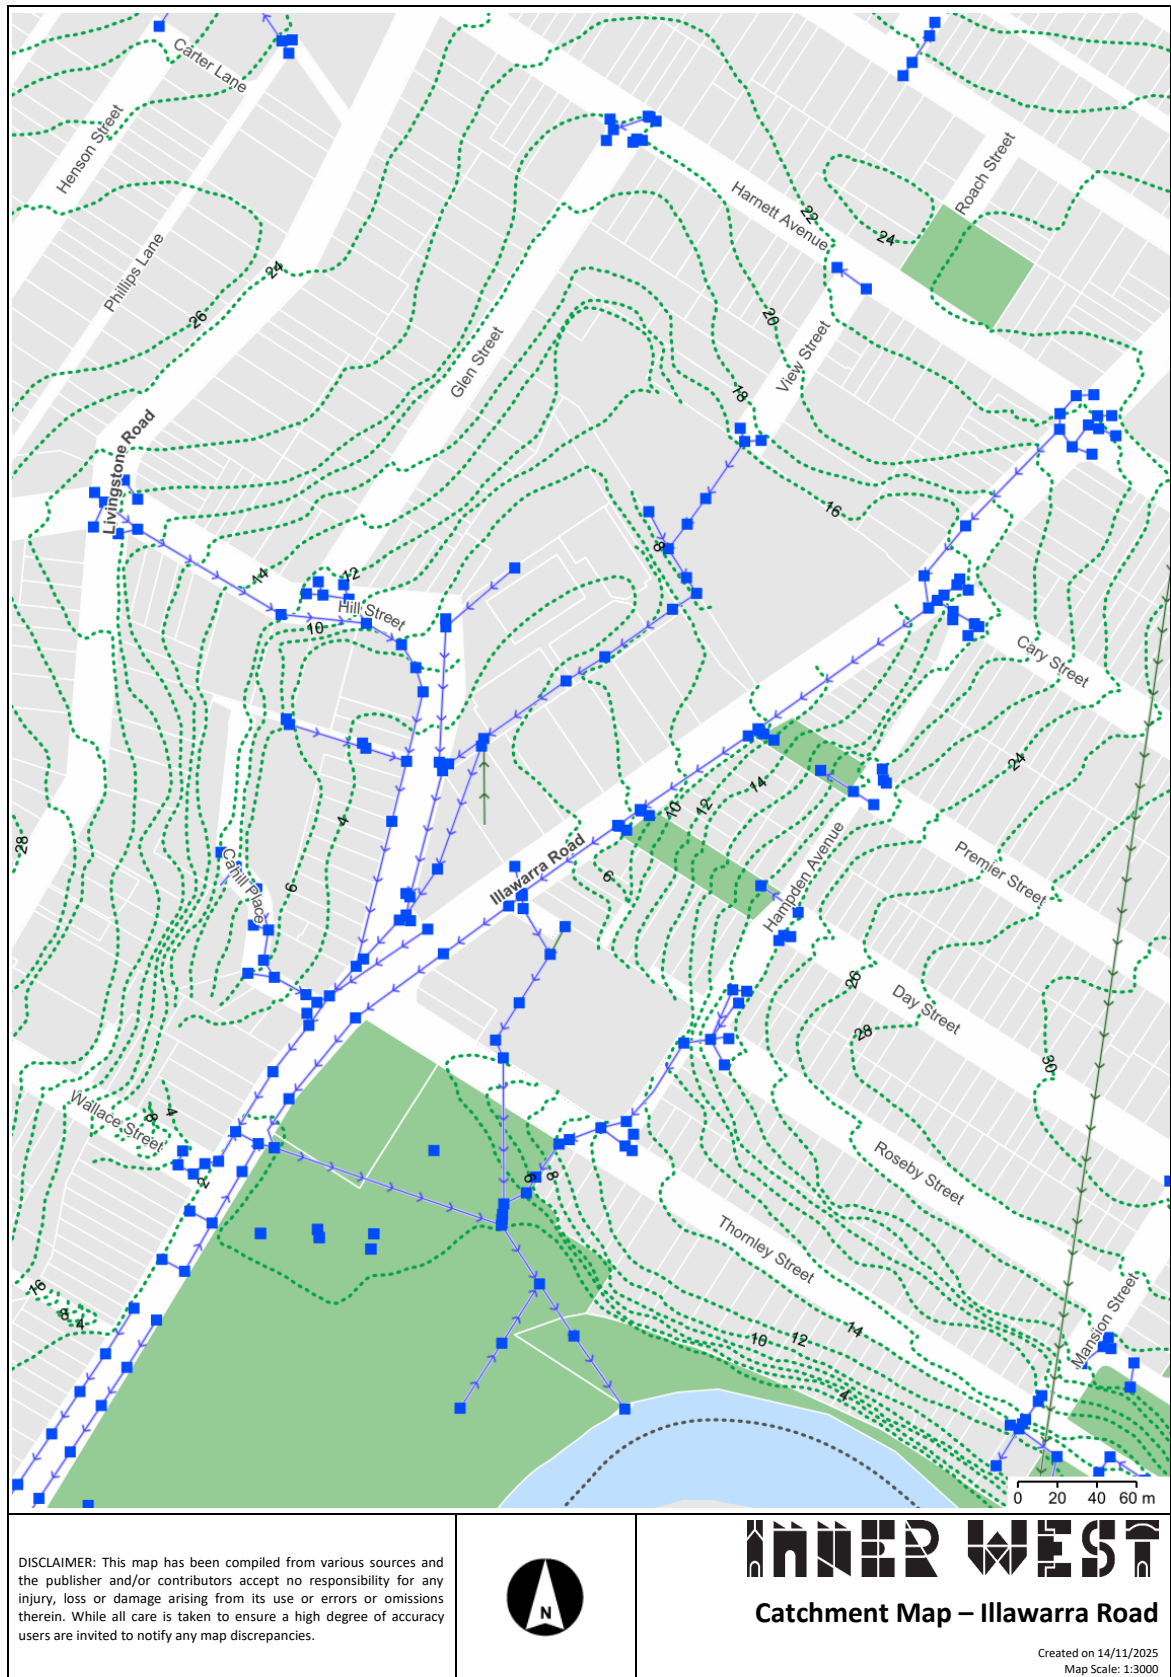 Carter Lane
Henson Street
Roach Street
Harnett Avenue
22
24
Phillips Lane
24
26
20
Glen Street
View Street
18
Livingstone Road
16
8
14
12
Hill Street
10
Cary Street
24
14
10
12
4
Illawarra Road
Cahill Place
6
6
28
Hampden Avenue
Premier Street
26
Day Street
28
30
Wallace Street
8
4
2
6
8
Roseby Street
Thornley Street
16
8
4
10
12
14
4
Mansion Street
0 20 40 60 m
DISCLAIMER: This map has been compiled from various sources and
the publisher and/or contributors accept no responsibility for any
injury, loss or damage arising from its use or errors or omissions
therein. While all care is taken to ensure a high degree of accuracy
users are invited to notify any map discrepancies.
N
INNER WEST
Catchment Map – Illawarra Road
Created on 14/11/2025
Map Scale: 1:3000